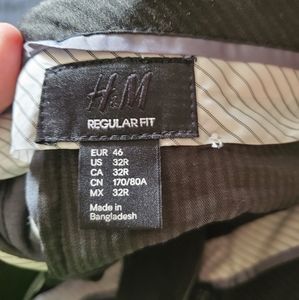 H&M
REGULAR FIT
EUR 46
US 32R
CA 32R
CN 170/80A
MX 32R
Made in
Bangladesh